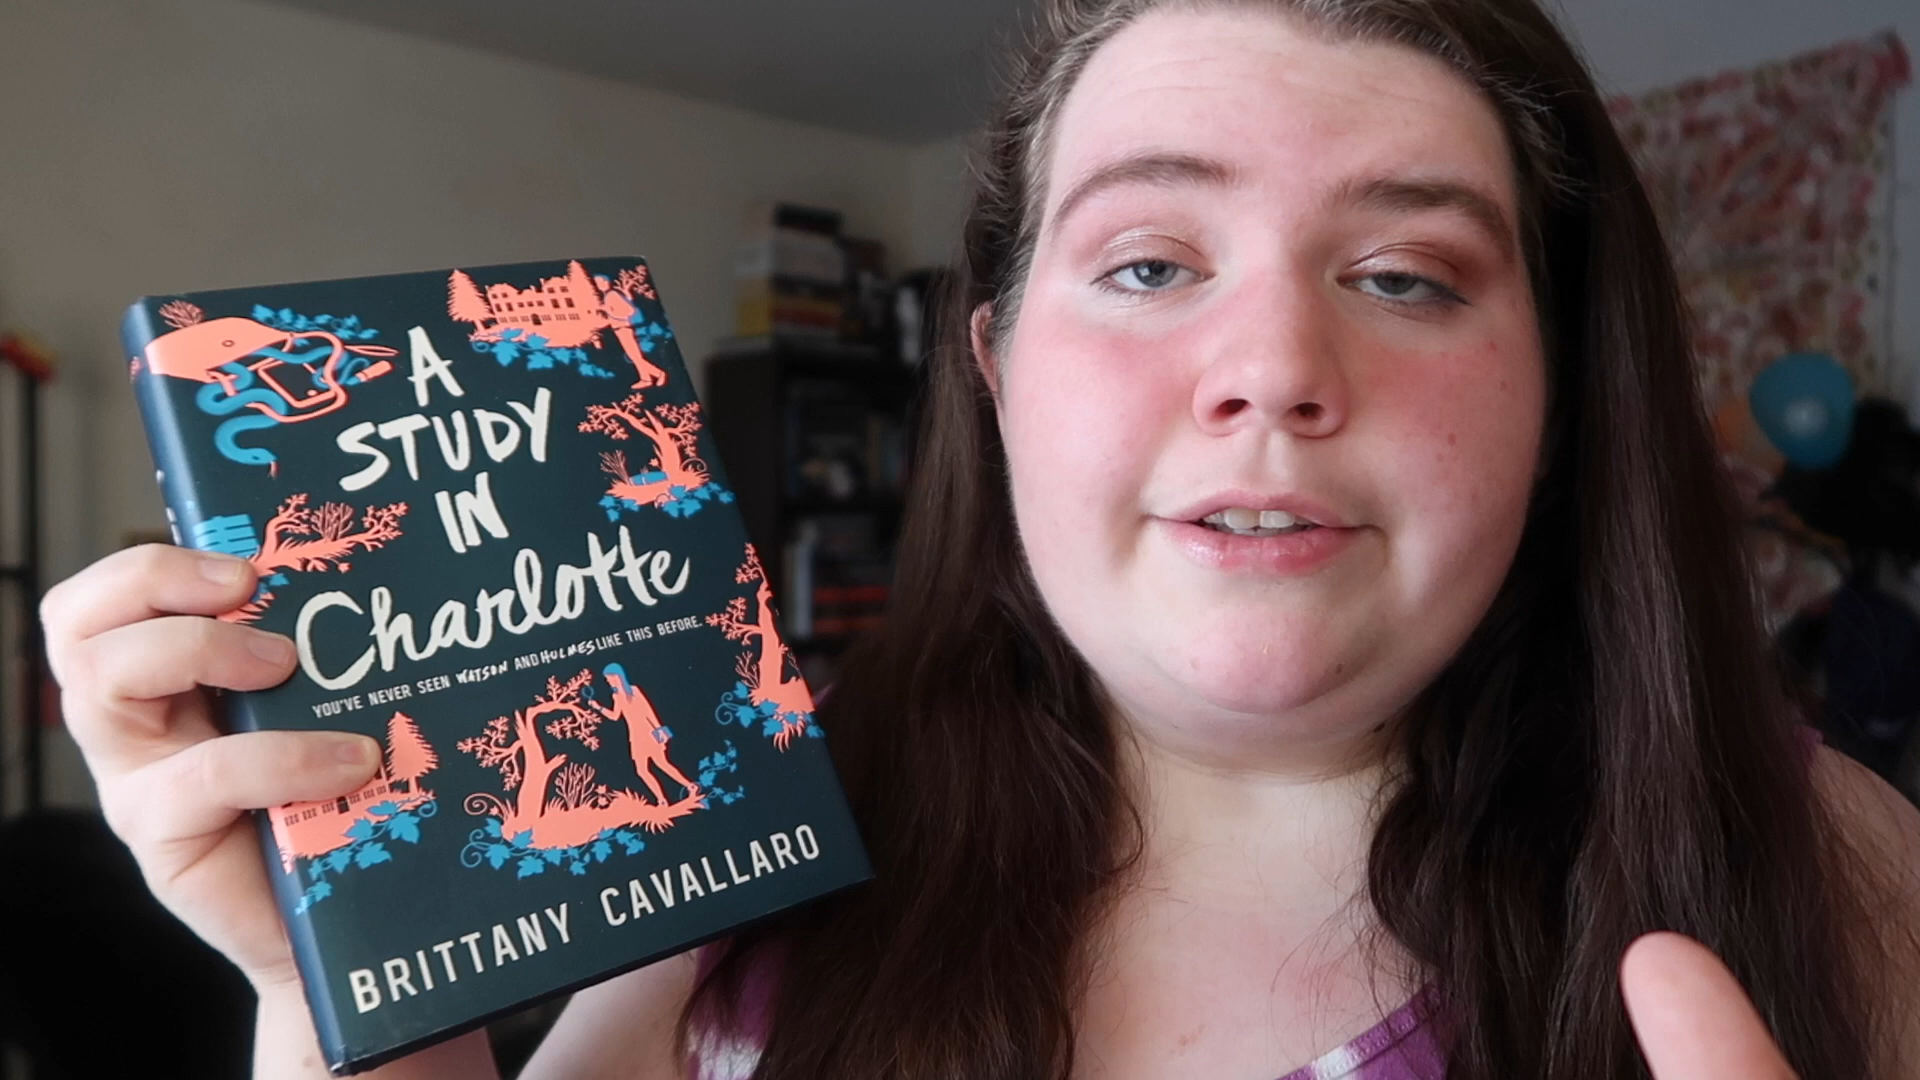 A
STUDY
IN
Charlotte
YOU'VE NEVER SEEN WATSON AND HOLMES LIKE THIS BEFORE.
BRITTANY CAVALLARO